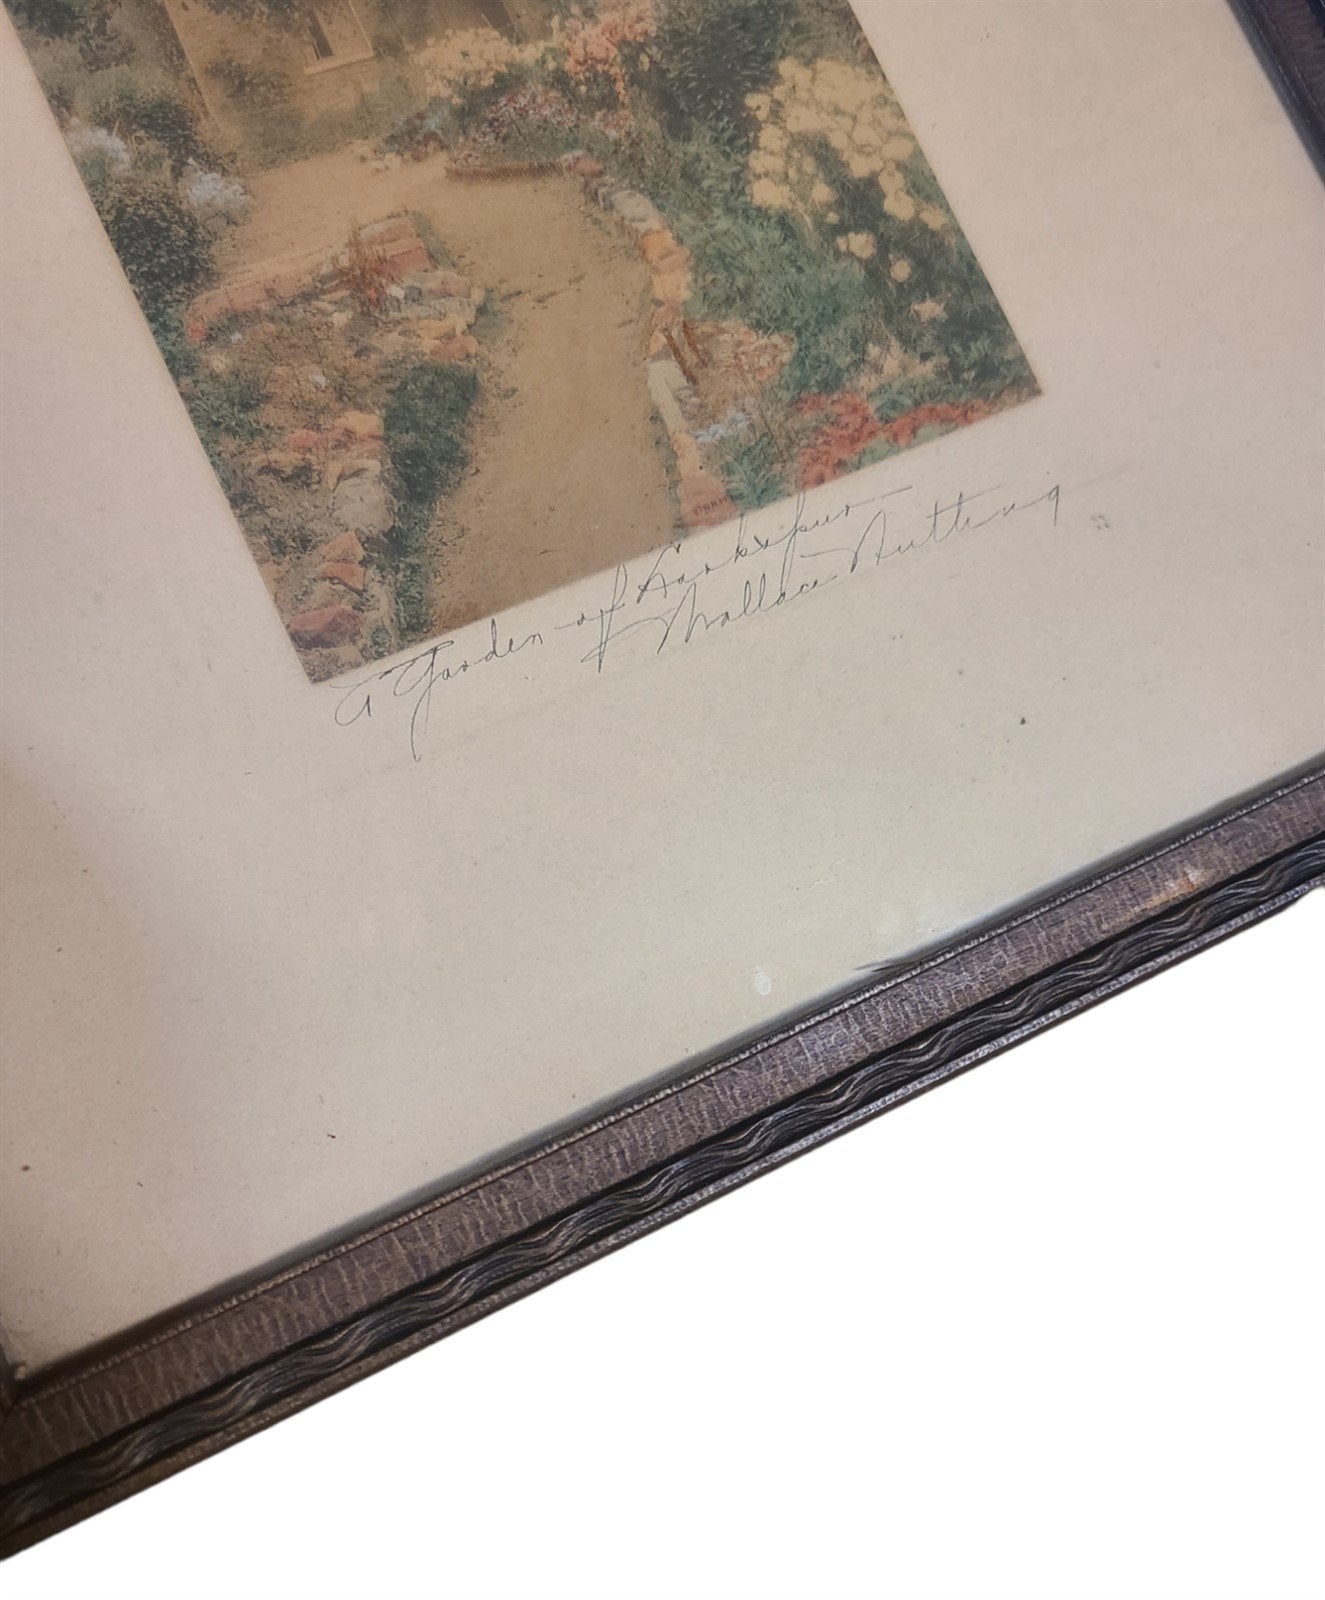 A Garden of Larkspur
Wallace Nutting